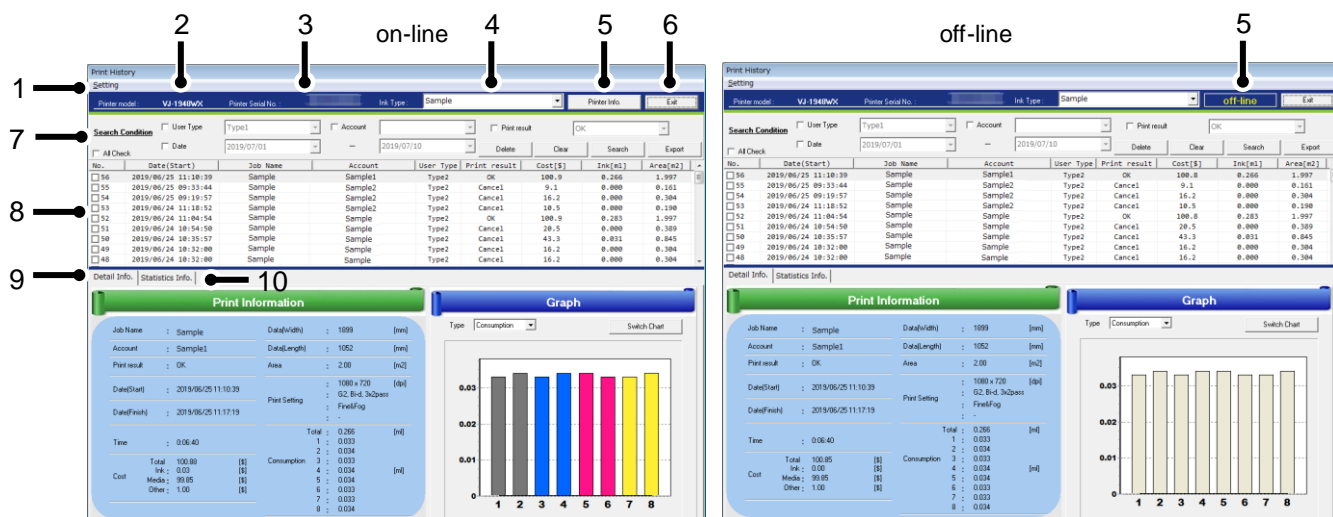 2 3 on-line 4 5 6 off-line 5
Print History
1 Setting
Printer model : VJ-1948WX Printer Serial No. : Ink Type : Sample Printer Info. Exit
7 Search Condition User Type Type1 Account Print result OK
Date 2019/07/01 — 2019/07/10 Delete Clear Search Export
All Check
No. Date(Start) Job Name Account User Type Print result Cost[$] Ink[ml] Area[m2]
56 2019/06/25 11:10:39 Sample Sample1 Type2 OK 100.9 0.266 1.997
55 2019/06/25 09:33:44 Sample Sample2 Type2 Cancel 9.1 0.000 0.161
54 2019/06/25 09:19:57 Sample Sample2 Type2 Cancel 16.2 0.000 0.304
8 53 2019/06/24 11:18:52 Sample Sample2 Type2 Cancel 10.5 0.000 0.190
52 2019/06/24 11:04:54 Sample Sample Type2 OK 100.9 0.283 1.997
51 2019/06/24 10:54:50 Sample Sample Type2 Cancel 20.5 0.000 0.389
50 2019/06/24 10:35:57 Sample Sample Type2 Cancel 43.3 0.031 0.845
49 2019/06/24 10:32:00 Sample Sample Type2 Cancel 16.2 0.000 0.304
48 2019/06/24 10:32:00 Sample Sample Type2 Cancel 16.2 0.000 0.304
9 Detail Info. Statistics Info. 10
Print Information
Job Name : Sample Data(Width) : 1899 [mm]
Account : Sample1 Data(Length) : 1052 [mm]
Print result : OK Area : 2.00 [m2]
Date(Start) : 2019/06/25 11:10:39 Print Setting : 1080 x 720 [dpi]
: G2, Bi-d, 3x2pass
Date(Finish) : 2019/06/25 11:17:19 : Fine&Fog
: -
Time : 0:06:40
Cost Total 100.88 [$]
Ink : 0.03 [$]
Media : 99.85 [$]
Other : 1.00 [$]
Consumption Total : 0.266 [ml]
1 : 0.033
2 : 0.034
3 : 0.033
4 : 0.034 [ml]
5 : 0.034
6 : 0.033
7 : 0.033
8 : 0.034
Graph
Type Consumption Switch Chart
0.03
0.02
0.01
0
1 2 3 4 5 6 7 8
Print History
Setting
Printer model : VJ-1948WX Printer Serial No. : Ink Type : Sample off-line Exit
Search Condition User Type Type1 Account Print result OK
Date 2019/07/01 — 2019/07/10 Delete Clear Search Export
All Check
No. Date(Start) Job Name Account User Type Print result Cost[$] Ink[ml] Area[m2]
56 2019/06/25 11:10:39 Sample Sample1 Type2 OK 100.8 0.266 1.997
55 2019/06/25 09:33:44 Sample Sample2 Type2 Cancel 9.1 0.000 0.161
54 2019/06/25 09:19:57 Sample Sample2 Type2 Cancel 16.2 0.000 0.304
53 2019/06/24 11:18:52 Sample Sample2 Type2 Cancel 10.5 0.000 0.190
52 2019/06/24 11:04:54 Sample Sample Type2 OK 100.8 0.283 1.997
51 2019/06/24 10:54:50 Sample Sample Type2 Cancel 20.5 0.000 0.389
50 2019/06/24 10:35:57 Sample Sample Type2 Cancel 43.3 0.031 0.845
49 2019/06/24 10:32:00 Sample Sample Type2 Cancel 16.2 0.000 0.304
48 2019/06/24 10:32:00 Sample Sample Type2 Cancel 16.2 0.000 0.304
Detail Info. Statistics Info.
Print Information
Job Name : Sample Data(Width) : 1899 [mm]
Account : Sample1 Data(Length) : 1052 [mm]
Print result : OK Area : 2.00 [m2]
Date(Start) : 2019/06/25 11:10:39 Print Setting : 1080 x 720 [dpi]
: G2, Bi-d, 3x2pass
Date(Finish) : 2019/06/25 11:17:19 : Fine&Fog
: -
Time : 0:06:40
Cost Total 100.85 [$]
Ink : 0.00 [$]
Media : 99.85 [$]
Other : 1.00 [$]
Consumption Total : 0.266 [ml]
1 : 0.033
2 : 0.034
3 : 0.033
4 : 0.034 [ml]
5 : 0.034
6 : 0.033
7 : 0.033
8 : 0.034
Graph
Type Consumption Switch Chart
0.03
0.02
0.01
0
1 2 3 4 5 6 7 8